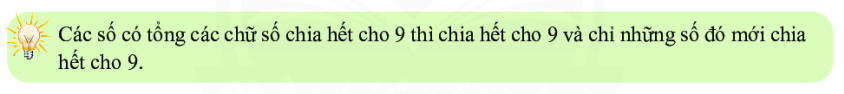 Các số có tổng các chữ số chia hết cho 9 thì chia hết cho 9 và chỉ những số đó mới chia
hết cho 9.